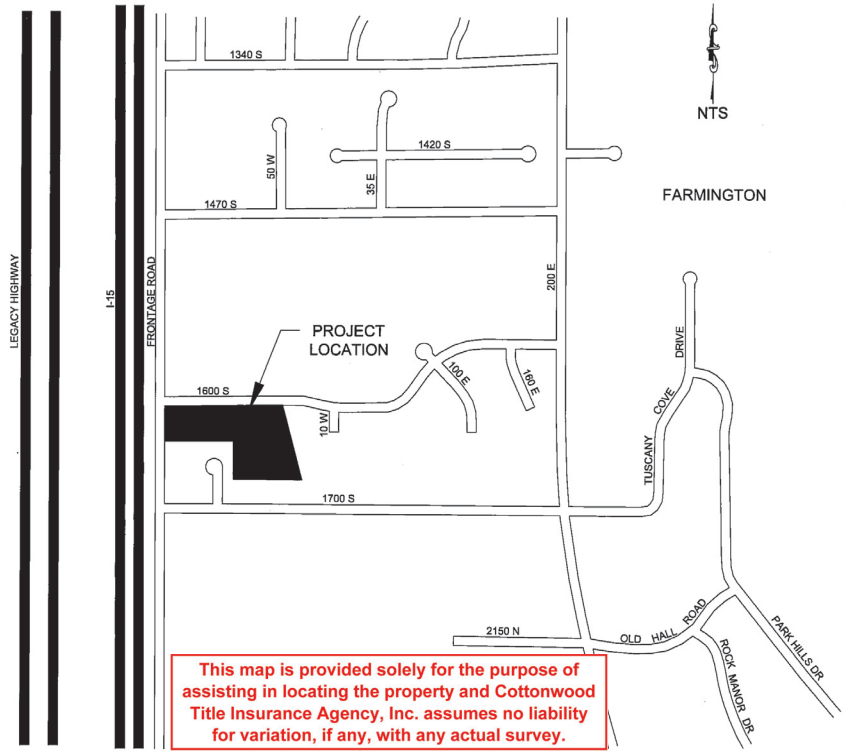 1340 S
NTS
1420 S
50 W
35 E
FARMINGTON
1470 S
LEGACY HIGHWAY
I-15
FRONTAGE ROAD
200 E
PROJECT
LOCATION
DRIVE
COVE
TUSCANY
1600 S
100 E
160 E
10 W
1700 S
2150 N
OLD HALL ROAD
PARK HILLS DR
ROCK MANOR DR
This map is provided solely for the purpose of
assisting in locating the property and Cottonwood
Title Insurance Agency, Inc. assumes no liability
for variation, if any, with any actual survey.